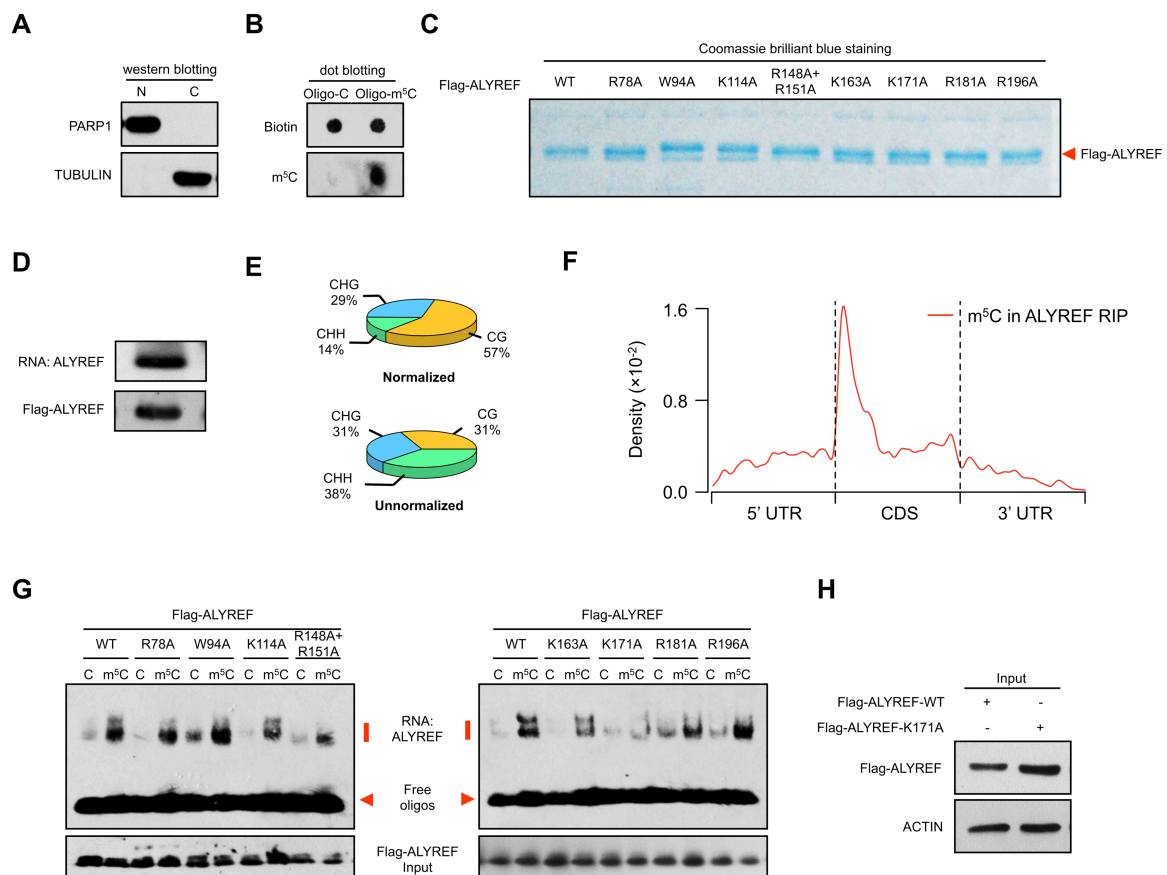 A
western blotting
N C
PARP1
TUBULIN
B
dot blotting
Oligo-C Oligo-m⁵C
Biotin
m⁵C
C
Coomassie brilliant blue staining
Flag-ALYREF WT R78A W94A K114A R148A+ R151A K163A K171A R181A R196A
Flag-ALYREF
D
RNA: ALYREF
Flag-ALYREF
E
CHG
29%
CHH
14%
CG
57%
Normalized
CHG
31%
CG
31%
CHH
38%
Unnormalized
F
1.6
0.8
0.0
Density (×10⁻²)
m⁵C in ALYREF RIP
5’ UTR CDS 3’ UTR
G
Flag-ALYREF
WT R78A W94A K114A R148A+ R151A
C m⁵C C m⁵C C m⁵C C m⁵C C m⁵C
Flag-ALYREF
WT K163A K171A R181A R196A
C m⁵C C m⁵C C m⁵C C m⁵C C m⁵C
RNA:
ALYREF
Free
oligos
Flag-ALYREF
Input
H
Input
Flag-ALYREF-WT + -
Flag-ALYREF-K171A - +
Flag-ALYREF
ACTIN